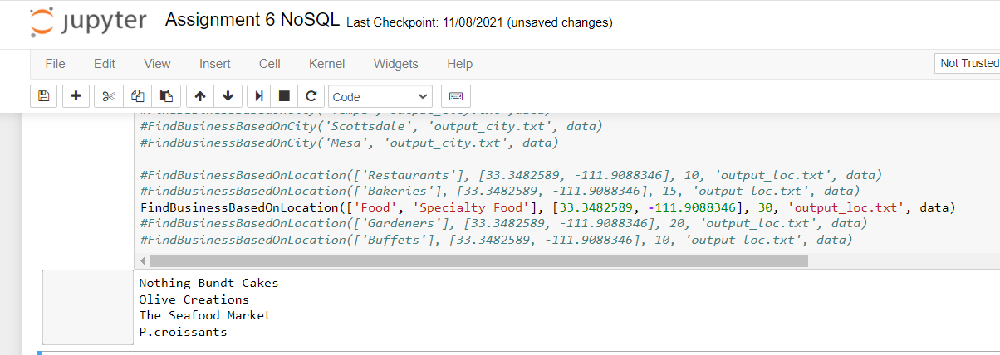 jupyter Assignment 6 NoSQL Last Checkpoint: 11/08/2021 (unsaved changes)
File Edit View Insert Cell Kernel Widgets Help Not Trusted
Code
#FindBusinessBasedOnCity('Scottsdale', 'output_city.txt', data)
#FindBusinessBasedOnCity('Mesa', 'output_city.txt', data)
#FindBusinessBasedOnLocation(['Restaurants'], [33.3482589, -111.9088346], 10, 'output_loc.txt', data)
#FindBusinessBasedOnLocation(['Bakeries'], [33.3482589, -111.9088346], 15, 'output_loc.txt', data)
FindBusinessBasedOnLocation(['Food', 'Specialty Food'], [33.3482589, -111.9088346], 30, 'output_loc.txt', data)
#FindBusinessBasedOnLocation(['Gardeners'], [33.3482589, -111.9088346], 20, 'output_loc.txt', data)
#FindBusinessBasedOnLocation(['Buffets'], [33.3482589, -111.9088346], 10, 'output_loc.txt', data)
Nothing Bundt Cakes
Olive Creations
The Seafood Market
P.croissants